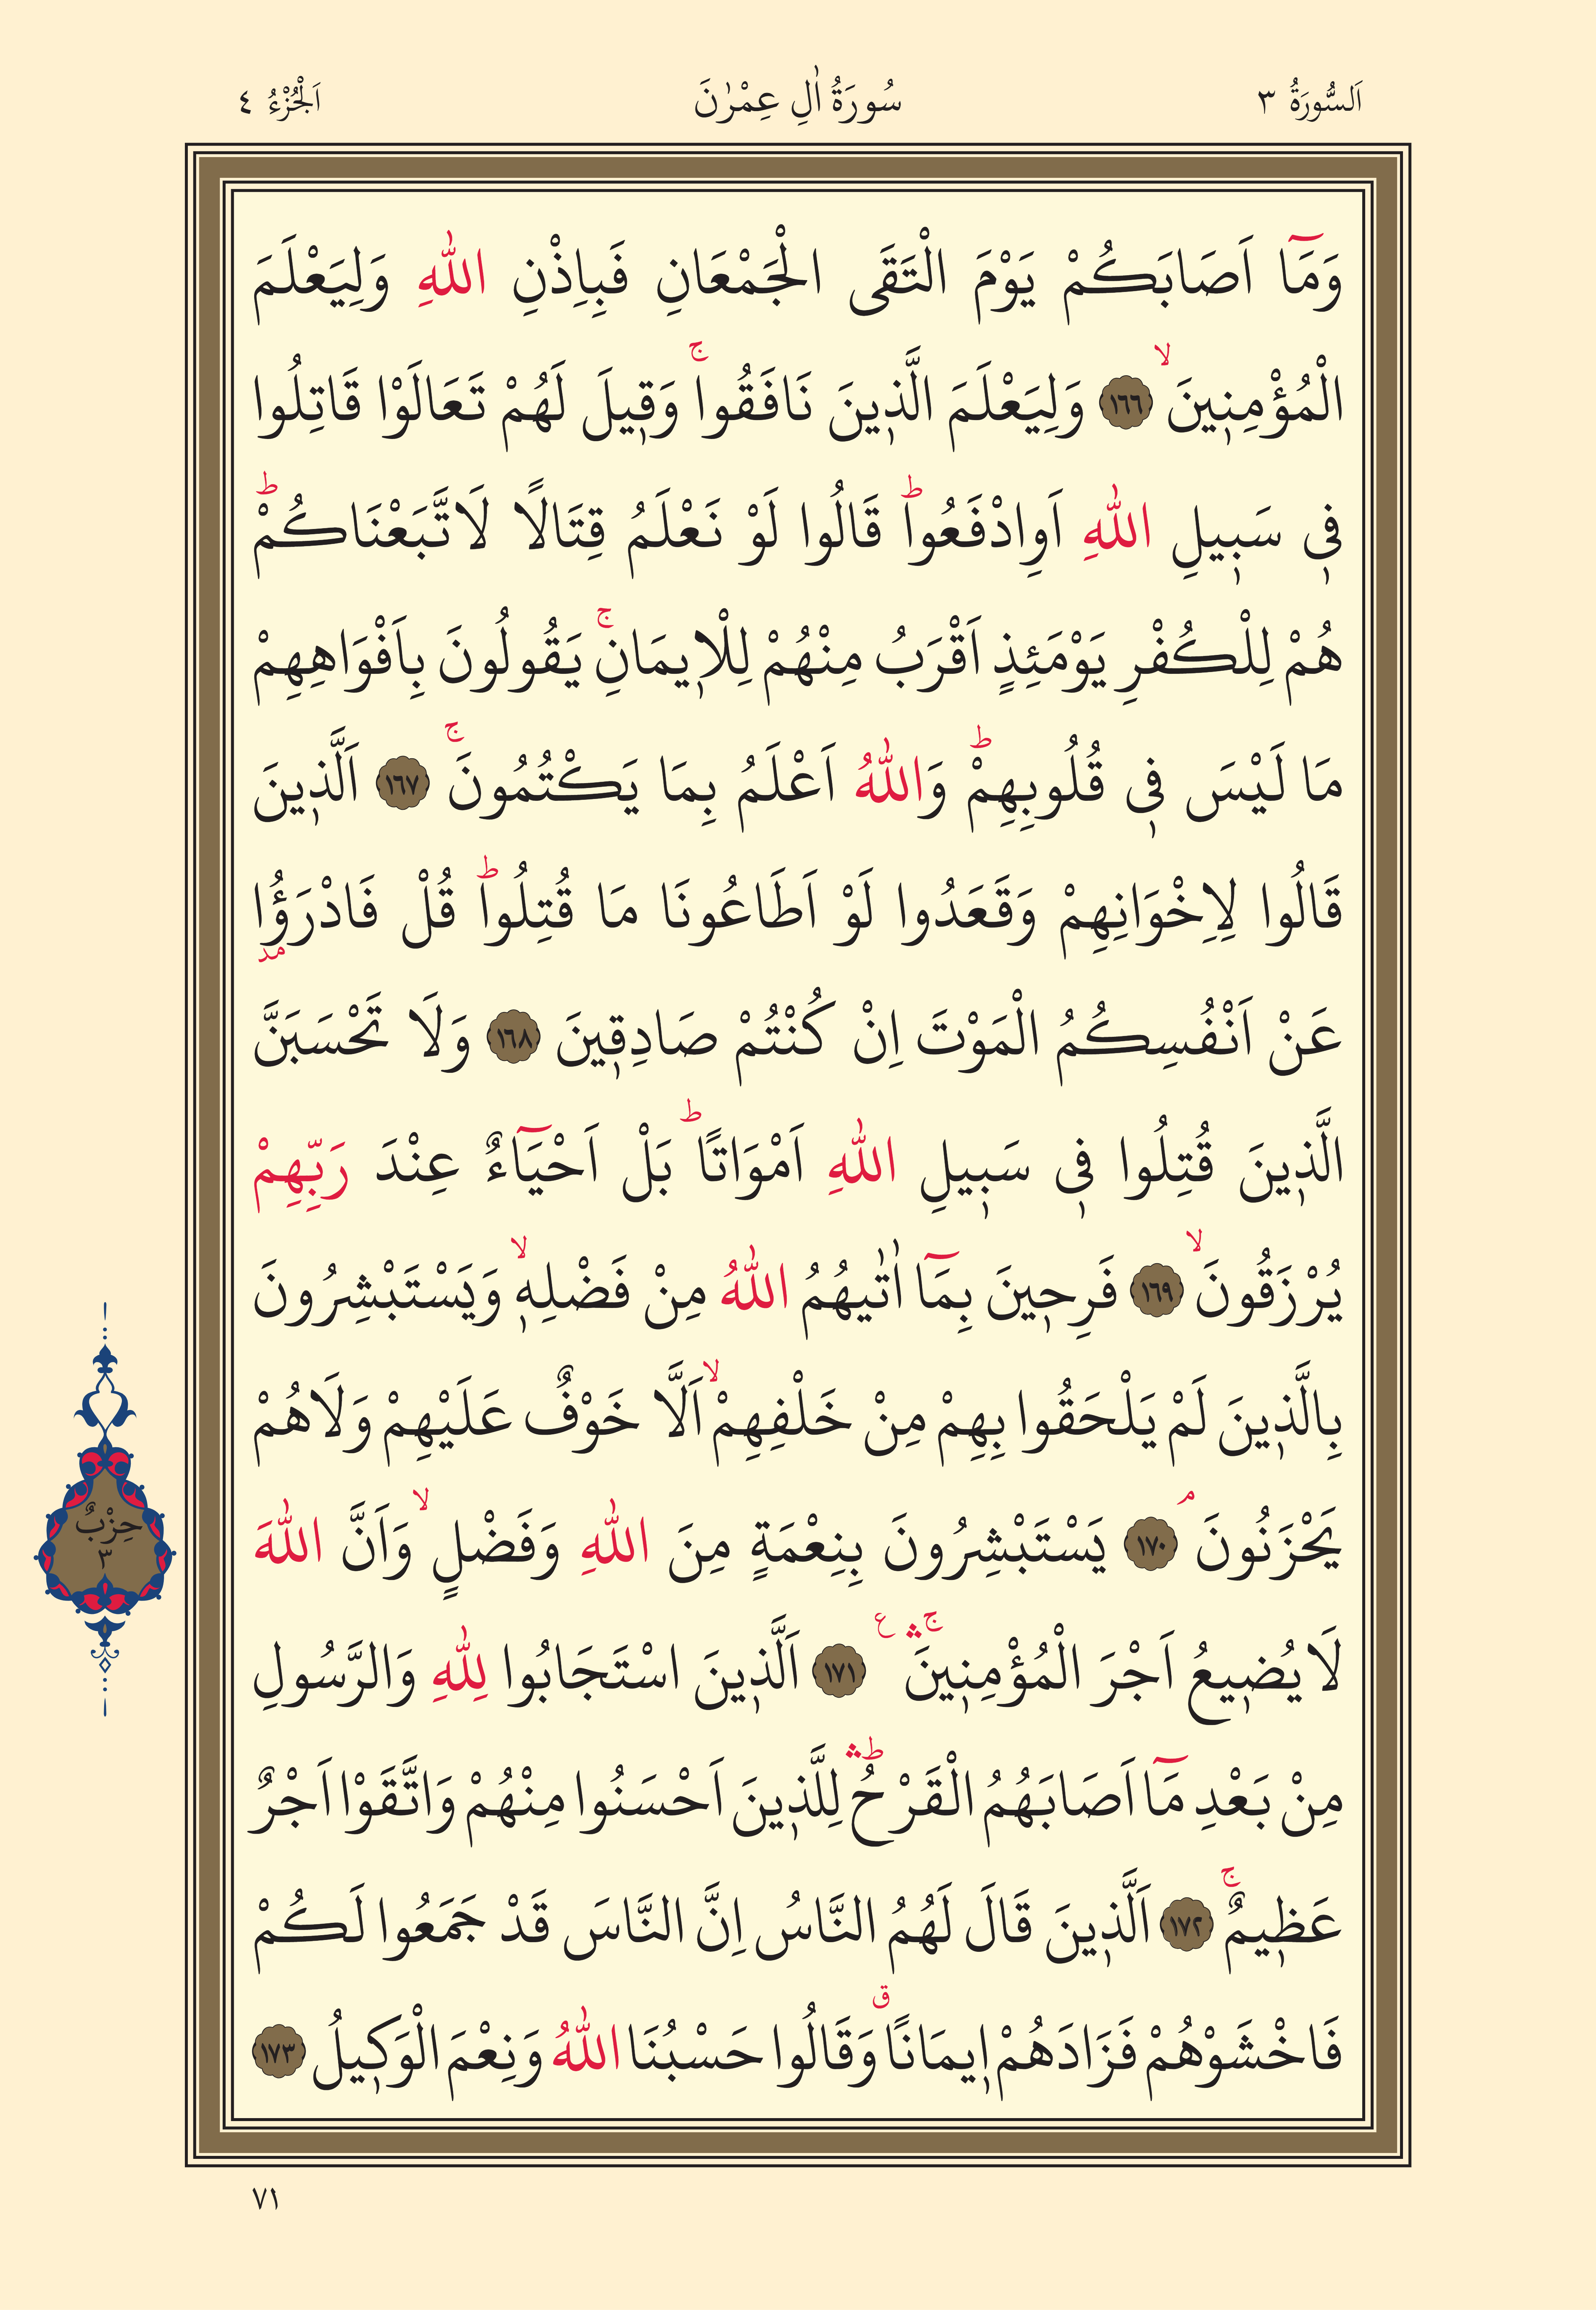 اَلسُّورَةُ ٣ سُورَةُ اٰلِ عِمْرٰنَ اَلْجُزْءُ ٤
وَمَٓا اَصَابَكُمْ يَوْمَ الْتَقَى الْجَمْعَانِ فَبِاِذْنِ اللّٰهِ وَلِيَعْلَمَ
الْمُؤْمِن۪ينَۙ ١٦٦ وَلِيَعْلَمَ الَّذ۪ينَ نَافَقُواۚ وَق۪يلَ لَهُمْ تَعَالَوْا قَاتِلُوا
ف۪ي سَب۪يلِ اللّٰهِ اَوِادْفَعُواۜ قَالُوا لَوْ نَعْلَمُ قِتَالًا لَاتَّبَعْنَاكُمْۜ
هُمْ لِلْكُفْرِ يَوْمَئِذٍ اَقْرَبُ مِنْهُمْ لِلْا۪يمَانِۚ يَقُولُونَ بِاَفْوَاهِهِمْ
مَا لَيْسَ ف۪ي قُلُوبِهِمْۜ وَاللّٰهُ اَعْلَمُ بِمَا يَكْتُمُونَۚ ١٦٧ اَلَّذ۪ينَ
قَالُوا لِاِخْوَانِهِمْ وَقَعَدُوا لَوْ اَطَاعُونَا مَا قُتِلُواۜ قُلْ فَادْرَؤُ۫ا
عَنْ اَنْفُسِكُمُ الْمَوْتَ اِنْ كُنْتُمْ صَادِق۪ينَ ١٦٨ وَلَا تَحْسَبَنَّ
الَّذ۪ينَ قُتِلُوا ف۪ي سَب۪يلِ اللّٰهِ اَمْوَاتًاۜ بَلْ اَحْيَٓاءٌ عِنْدَ رَبِّهِمْ
يُرْزَقُونَۙ ١٦٩ فَرِح۪ينَ بِمَٓا اٰتٰيهُمُ اللّٰهُ مِنْ فَضْلِه۪ۙ وَيَسْتَبْشِرُونَ
بِالَّذ۪ينَ لَمْ يَلْحَقُوا بِهِمْ مِنْ خَلْفِهِمْۙ اَلَّا خَوْفٌ عَلَيْهِمْ وَلَاهُمْ
يَحْزَنُونَۢ ١٧٠ يَسْتَبْشِرُونَ بِنِعْمَةٍ مِنَ اللّٰهِ وَفَضْلٍۙ وَاَنَّ اللّٰهَ
لَا يُض۪يعُ اَجْرَ الْمُؤْمِن۪ينَۚۛ ع ١٧١ اَلَّذ۪ينَ اسْتَجَابُوا لِلّٰهِ وَالرَّسُولِ
مِنْ بَعْدِ مَٓا اَصَابَهُمُ الْقَرْحُۜۛ لِلَّذ۪ينَ اَحْسَنُوا مِنْهُمْ وَاتَّقَوْا اَجْرٌ
عَظ۪يمٌۚ ١٧٢ اَلَّذ۪ينَ قَالَ لَهُمُ النَّاسُ اِنَّ النَّاسَ قَدْ جَمَعُوا لَكُمْ
فَاخْشَوْهُمْ فَزَادَهُمْ ا۪يمَانًاۗ وَقَالُوا حَسْبُنَا اللّٰهُ وَنِعْمَ الْوَك۪يلُ ١٧٣
حِزْبٌ
٣
٧١